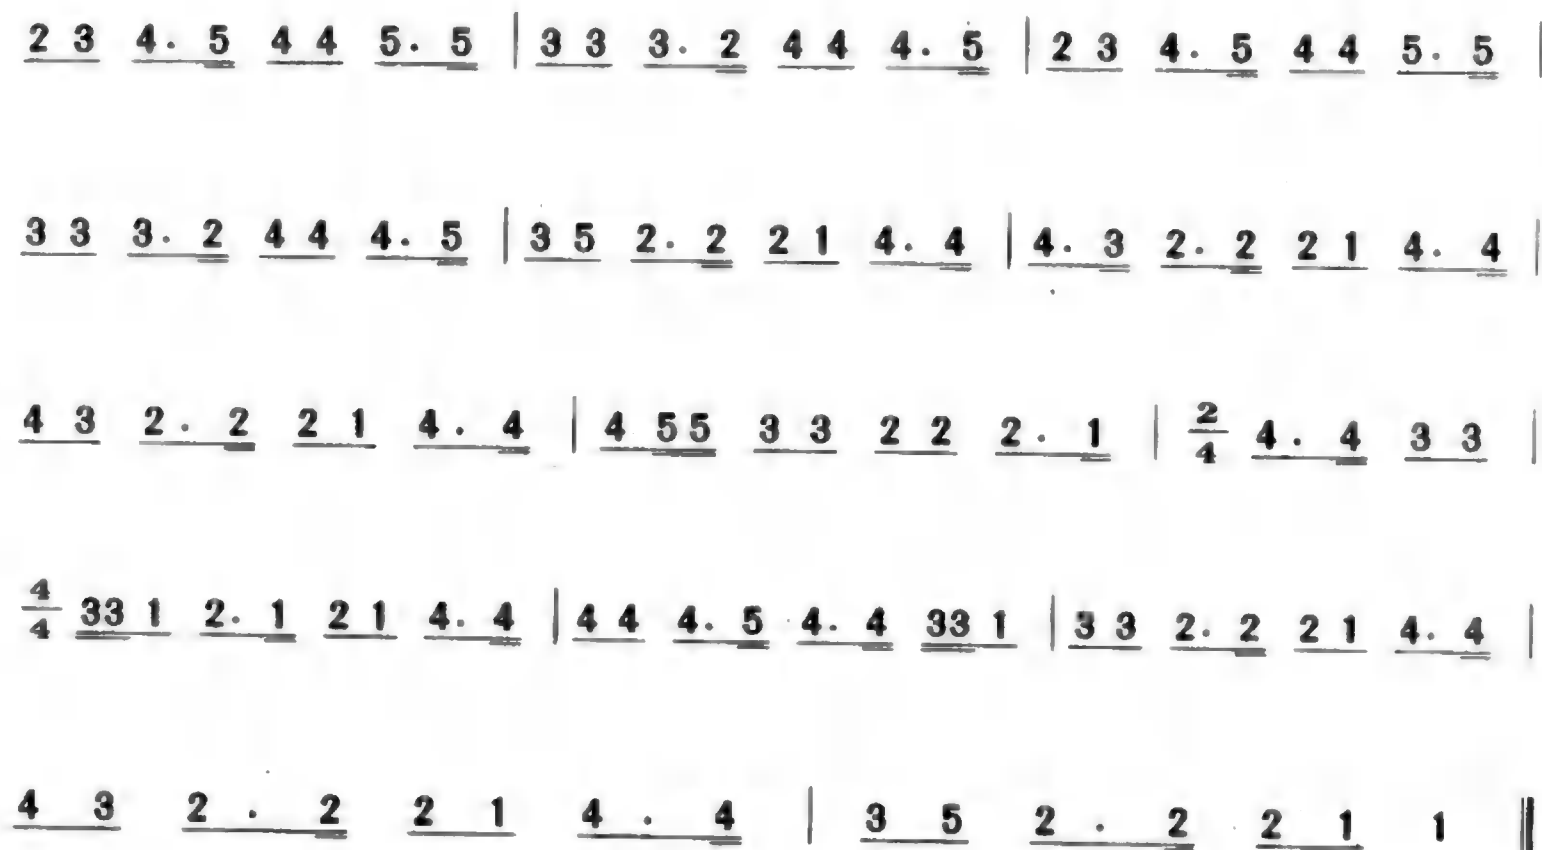 2 3 4. 5 4 4 5. 5 | 3 3 3. 2 4 4 4. 5 | 2 3 4. 5 4 4 5. 5 |
3 3 3. 2 4 4 4. 5 | 3 5 2. 2 2 1 4. 4 | 4. 3 2. 2 2 1 4. 4 |
4 3 2. 2 2 1 4. 4 | 4 55 3 3 2 2 2. 1 | 2/4 4. 4 3 3 |
4/4 33 1 2. 1 2 1 4. 4 | 4 4 4. 5 4. 4 33 1 | 3 3 2. 2 2 1 4. 4 |
4 3 2. 2 2 1 4. 4 | 3 5 2. 2 2 1 1 ‖